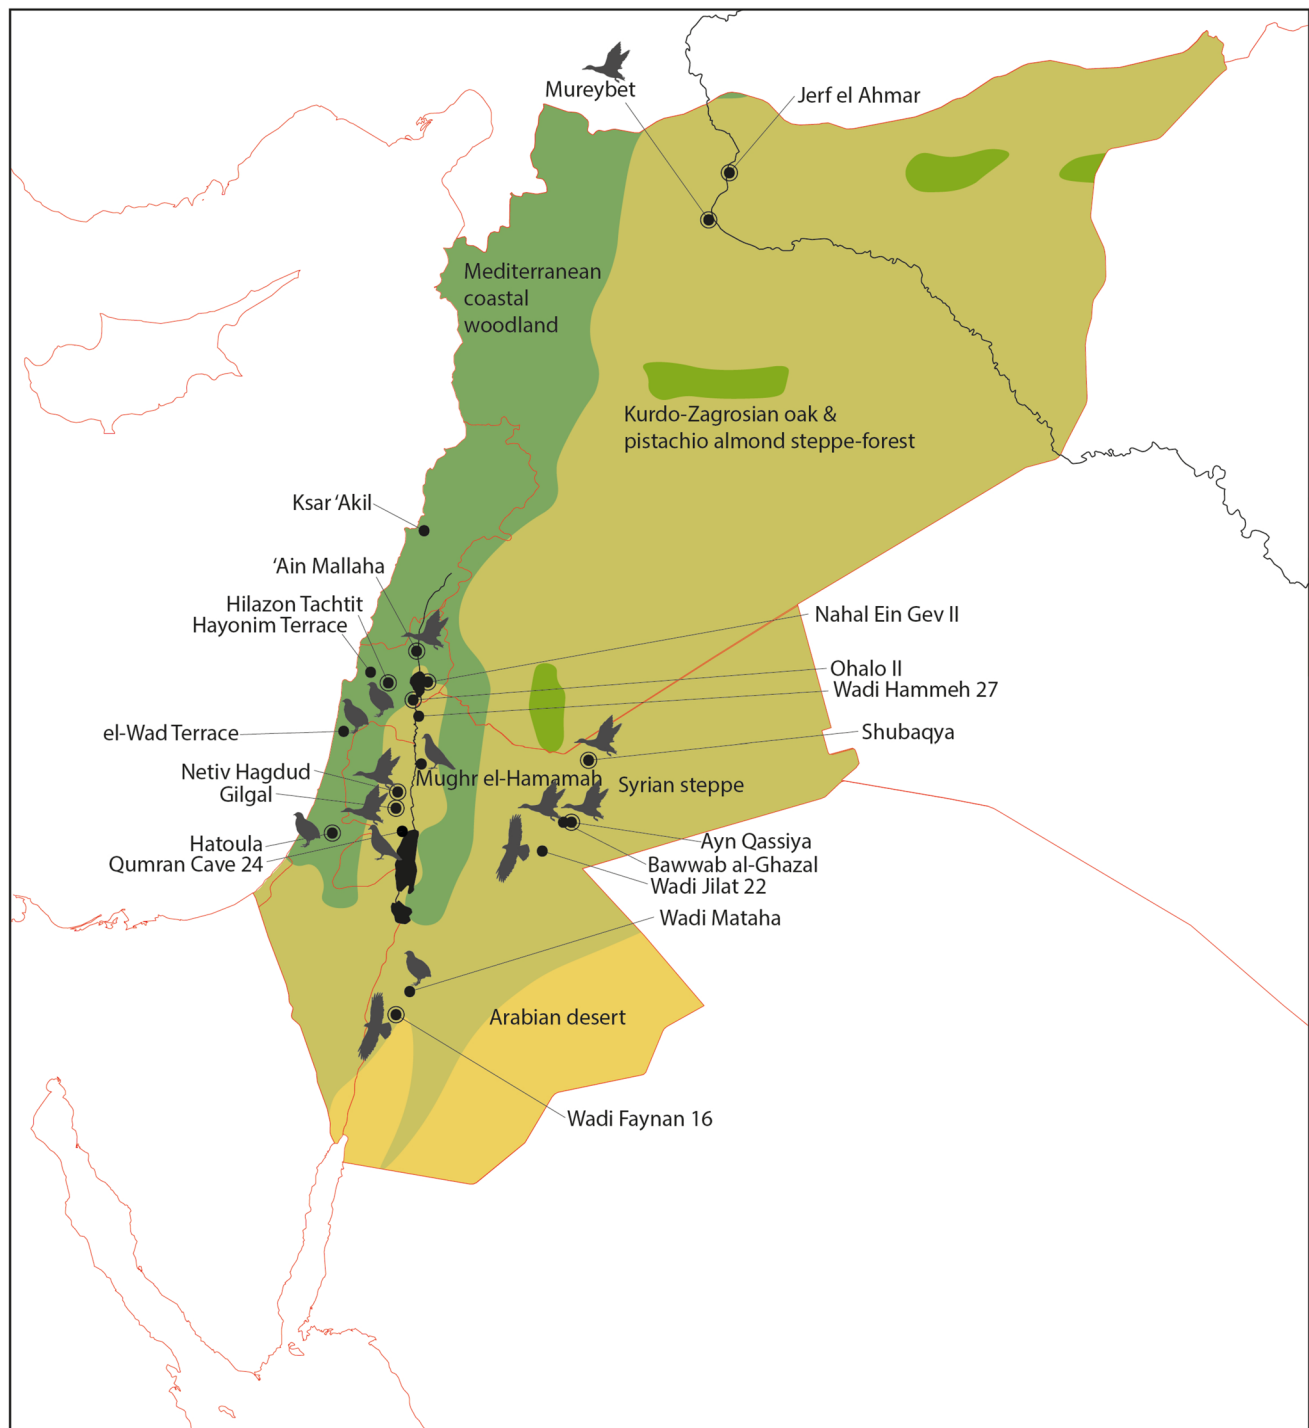 Mureybet
Jerf el Ahmar
Mediterranean
coastal
woodland
Kurdo-Zagrosian oak &
pistachio almond steppe-forest
Ksar ‘Akil
‘Ain Mallaha
Hilazon Tachtit
Hayonim Terrace
Nahal Ein Gev II
Ohalo II
Wadi Hammeh 27
el-Wad Terrace
Shubaqya
Netiv Hagdud
Mughr el-Hamamah
Syrian steppe
Gilgal
Hatoula
Ayn Qassiya
Qumran Cave 24
Bawwab al-Ghazal
Wadi Jilat 22
Wadi Mataha
Arabian desert
Wadi Faynan 16